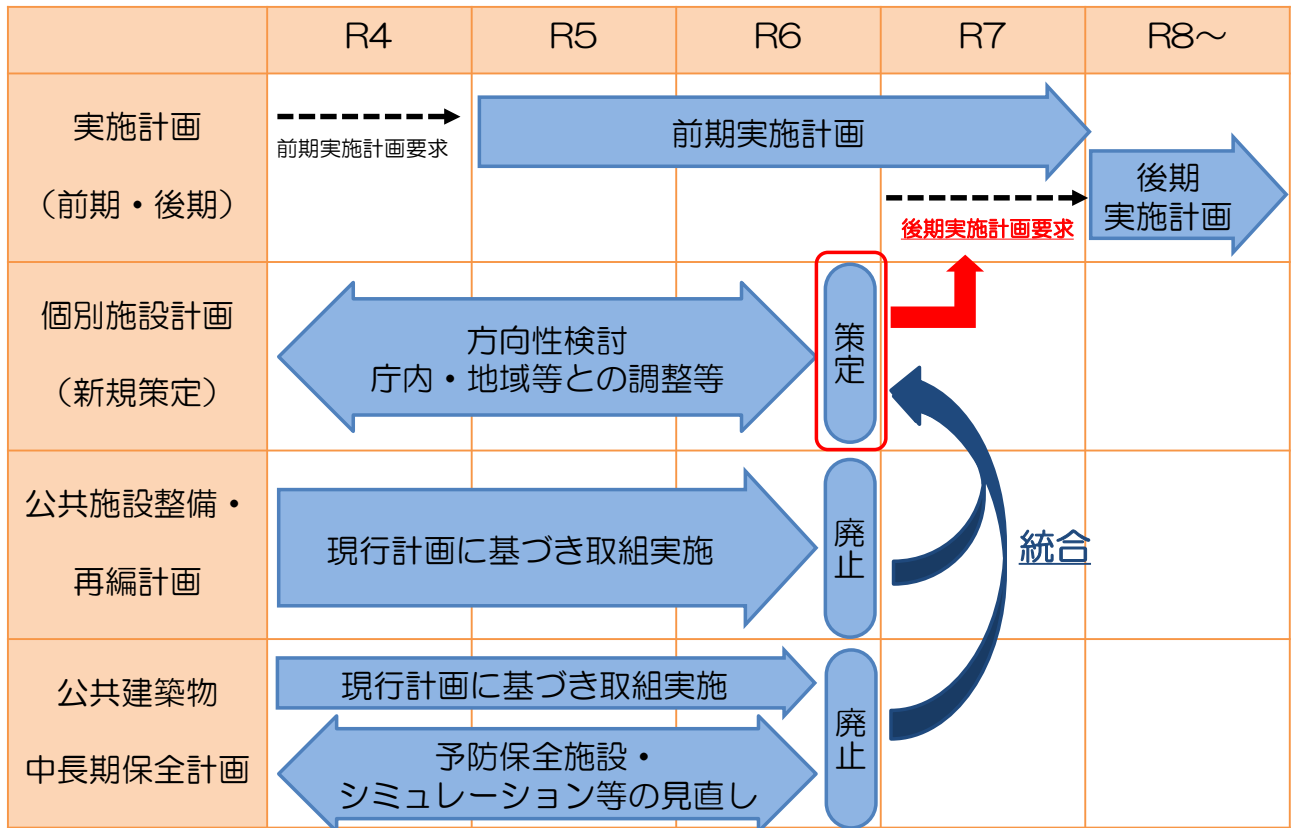 R4
R5
R6
R7
R8～
実施計画
（前期・後期）
前期実施計画要求
前期実施計画
後期実施計画要求
後期
実施計画
個別施設計画
（新規策定）
方向性検討
庁内・地域等との調整等
策定
公共施設整備・
再編計画
現行計画に基づき取組実施
廃止
統合
公共建築物
中長期保全計画
現行計画に基づき取組実施
予防保全施設・
シミュレーション等の見直し
廃止